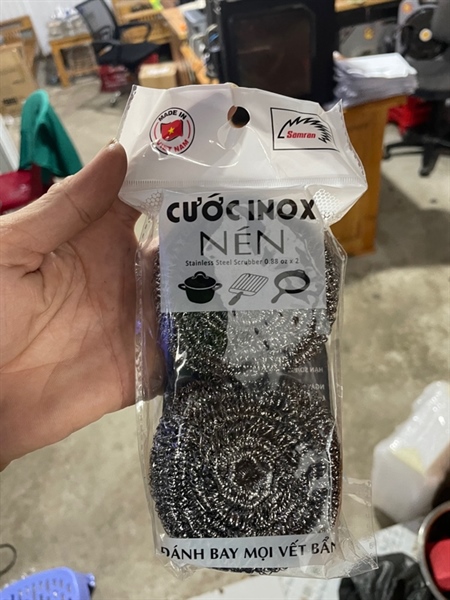 MADE IN
VIET NAM
Semran
CƯỚC INOX
NÉN
Stainless Steel Scrubber 0.88 oz x 2
ĐÁNH BAY MỌI VẾT BẨN